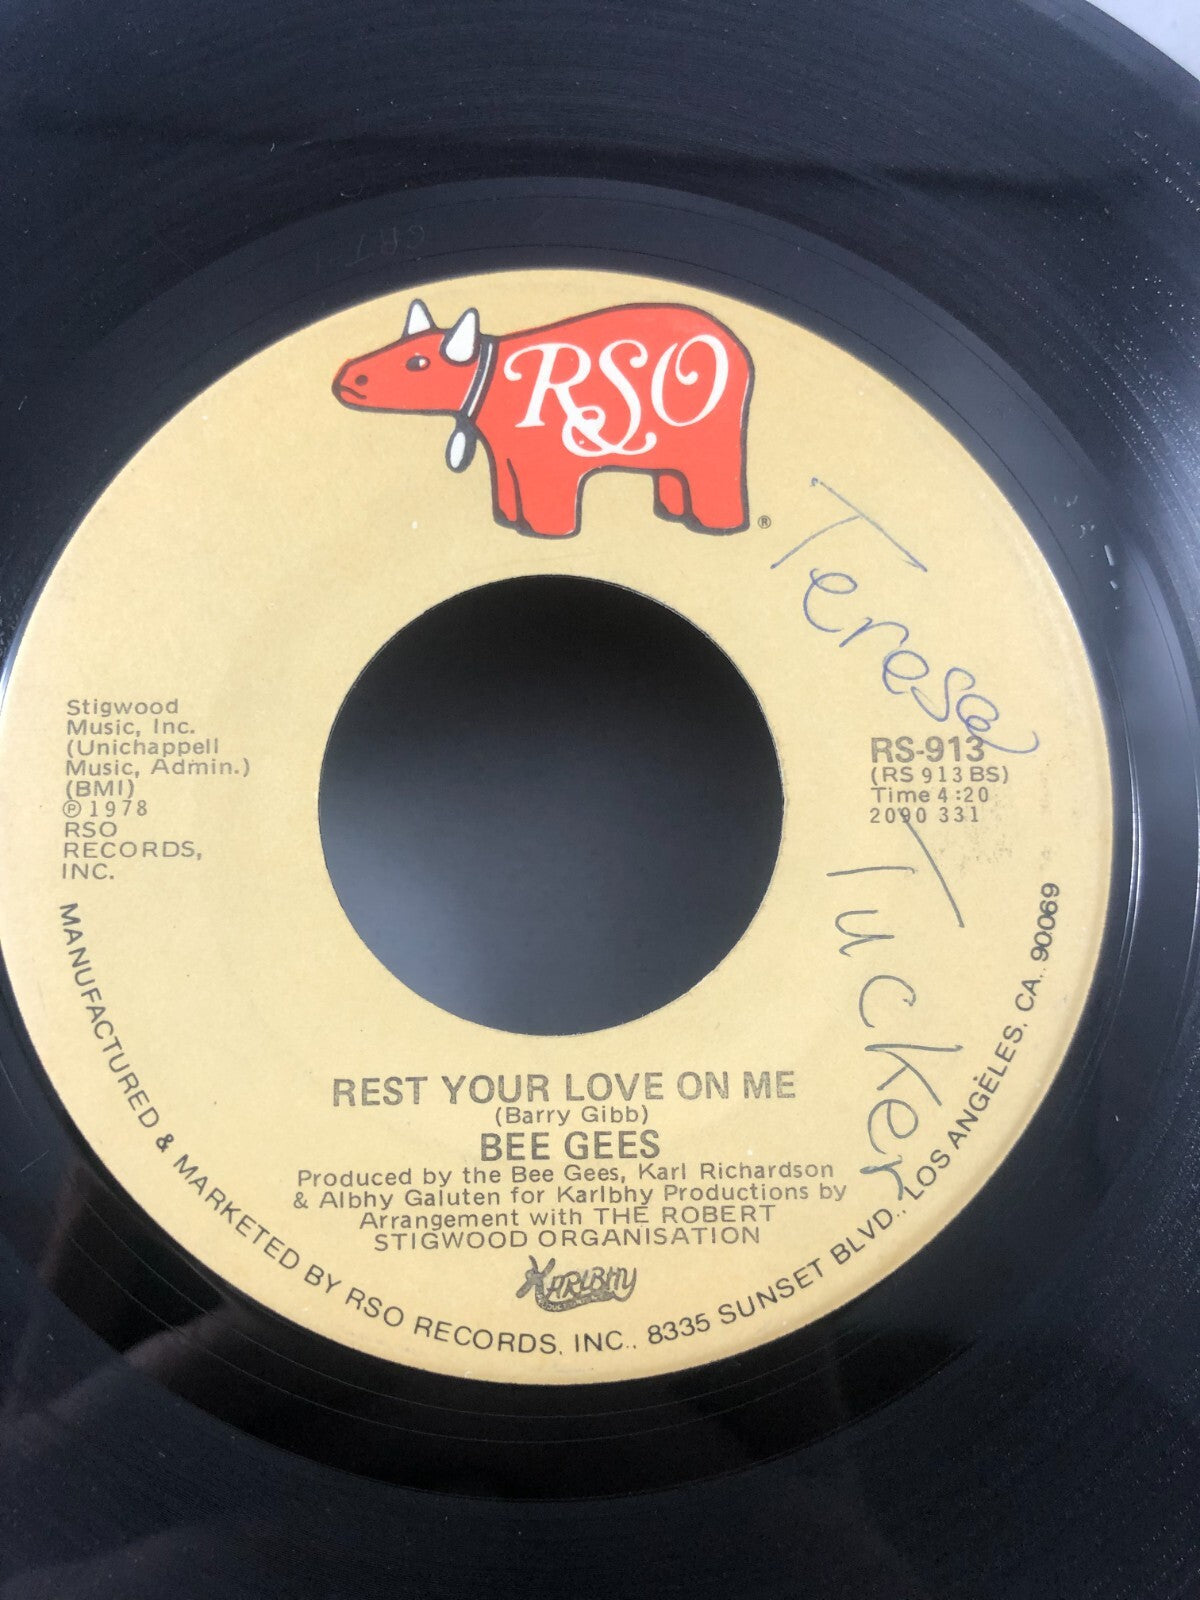 RSO
®
Teresa
Tucker
Stigwood
Music, Inc.
(Unichappell
Music, Admin.)
(BMI)
℗ 1978
RSO
RECORDS,
INC.
RS-913
(RS 913 BS)
Time 4:20
2090 331
REST YOUR LOVE ON ME
(Barry Gibb)
BEE GEES
Produced by the Bee Gees, Karl Richardson
& Albhy Galuten for Karlbhy Productions by
Arrangement with THE ROBERT
STIGWOOD ORGANISATION
KARLBHY
MANUFACTURED & MARKETED BY RSO RECORDS, INC., 8335 SUNSET BLVD., LOS ANGELES, CA. 90069